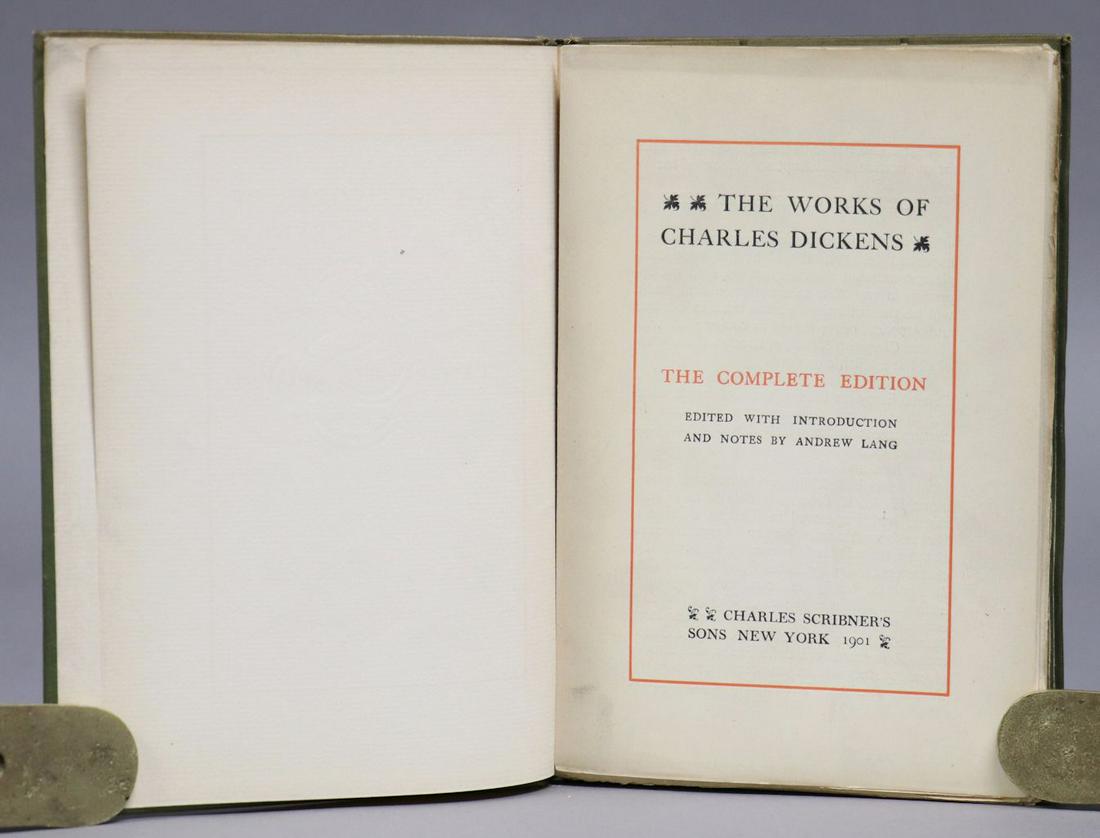 THE WORKS OF
CHARLES DICKENS
THE COMPLETE EDITION
EDITED WITH INTRODUCTION
AND NOTES BY ANDREW LANG
CHARLES SCRIBNER'S
SONS NEW YORK 1901